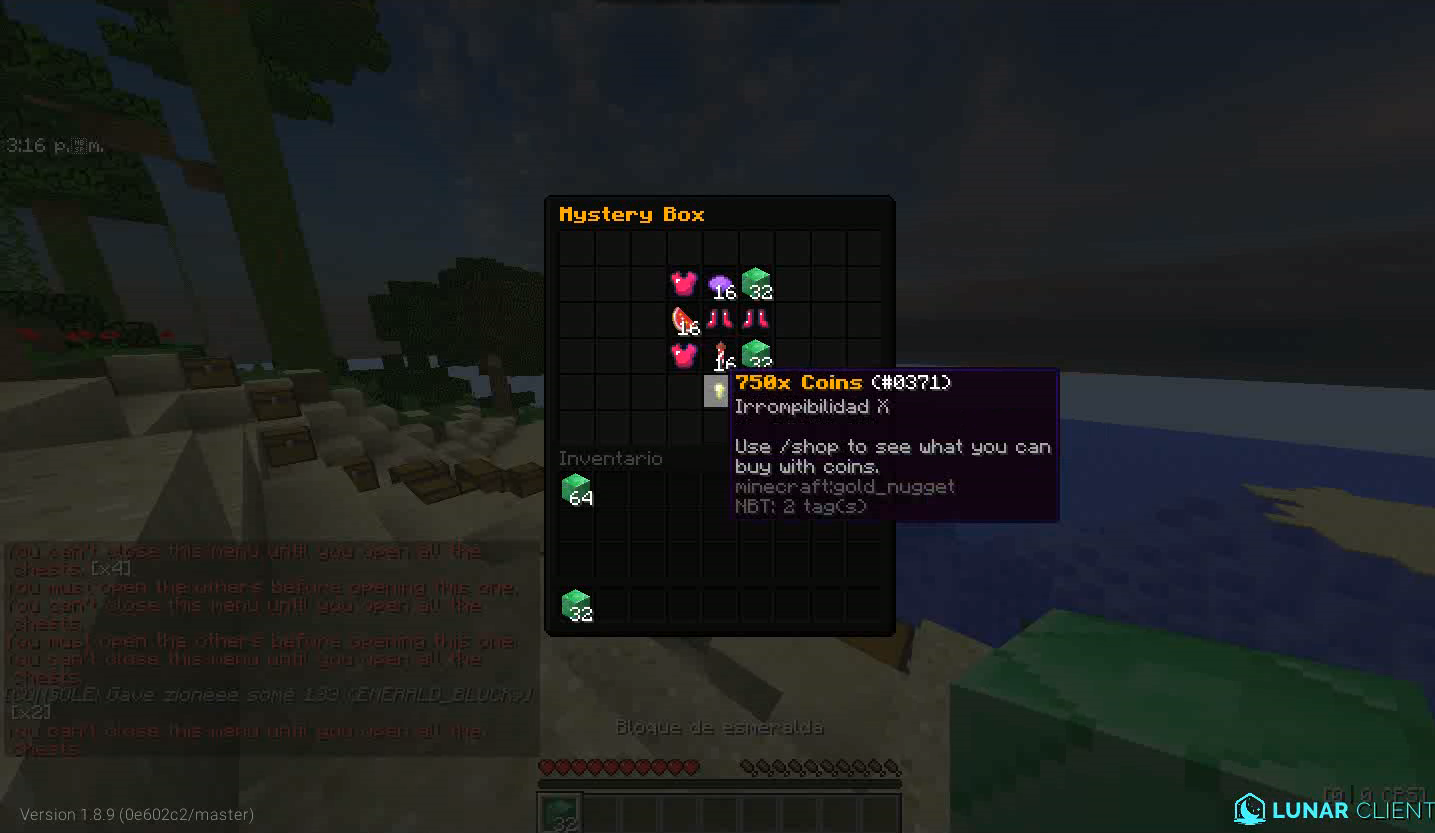 3:16 p. m.
Mystery Box
16
32
16
16
32
750x Coins (#0371)
Irrompibilidad X
Use /shop to see what you can
buy with coins.
minecraft:gold_nugget
NBT: 2 tag(s)
Inventario
64
32
You can't close this menu until you open all the
chests. [x4]
You must open the others before opening this one.
You can't close this menu until you open all the
chests.
You must open the others before opening this one.
You can't close this menu until you open all the
chests.
Gave zioneee some 133 (EMERALD_BLOCK)
[x2]
You can't close this menu until you open all the
chests.
Bloque de esmeralda
32
Version 1.8.9 (0e602c2/master)
LUNAR CLIENT